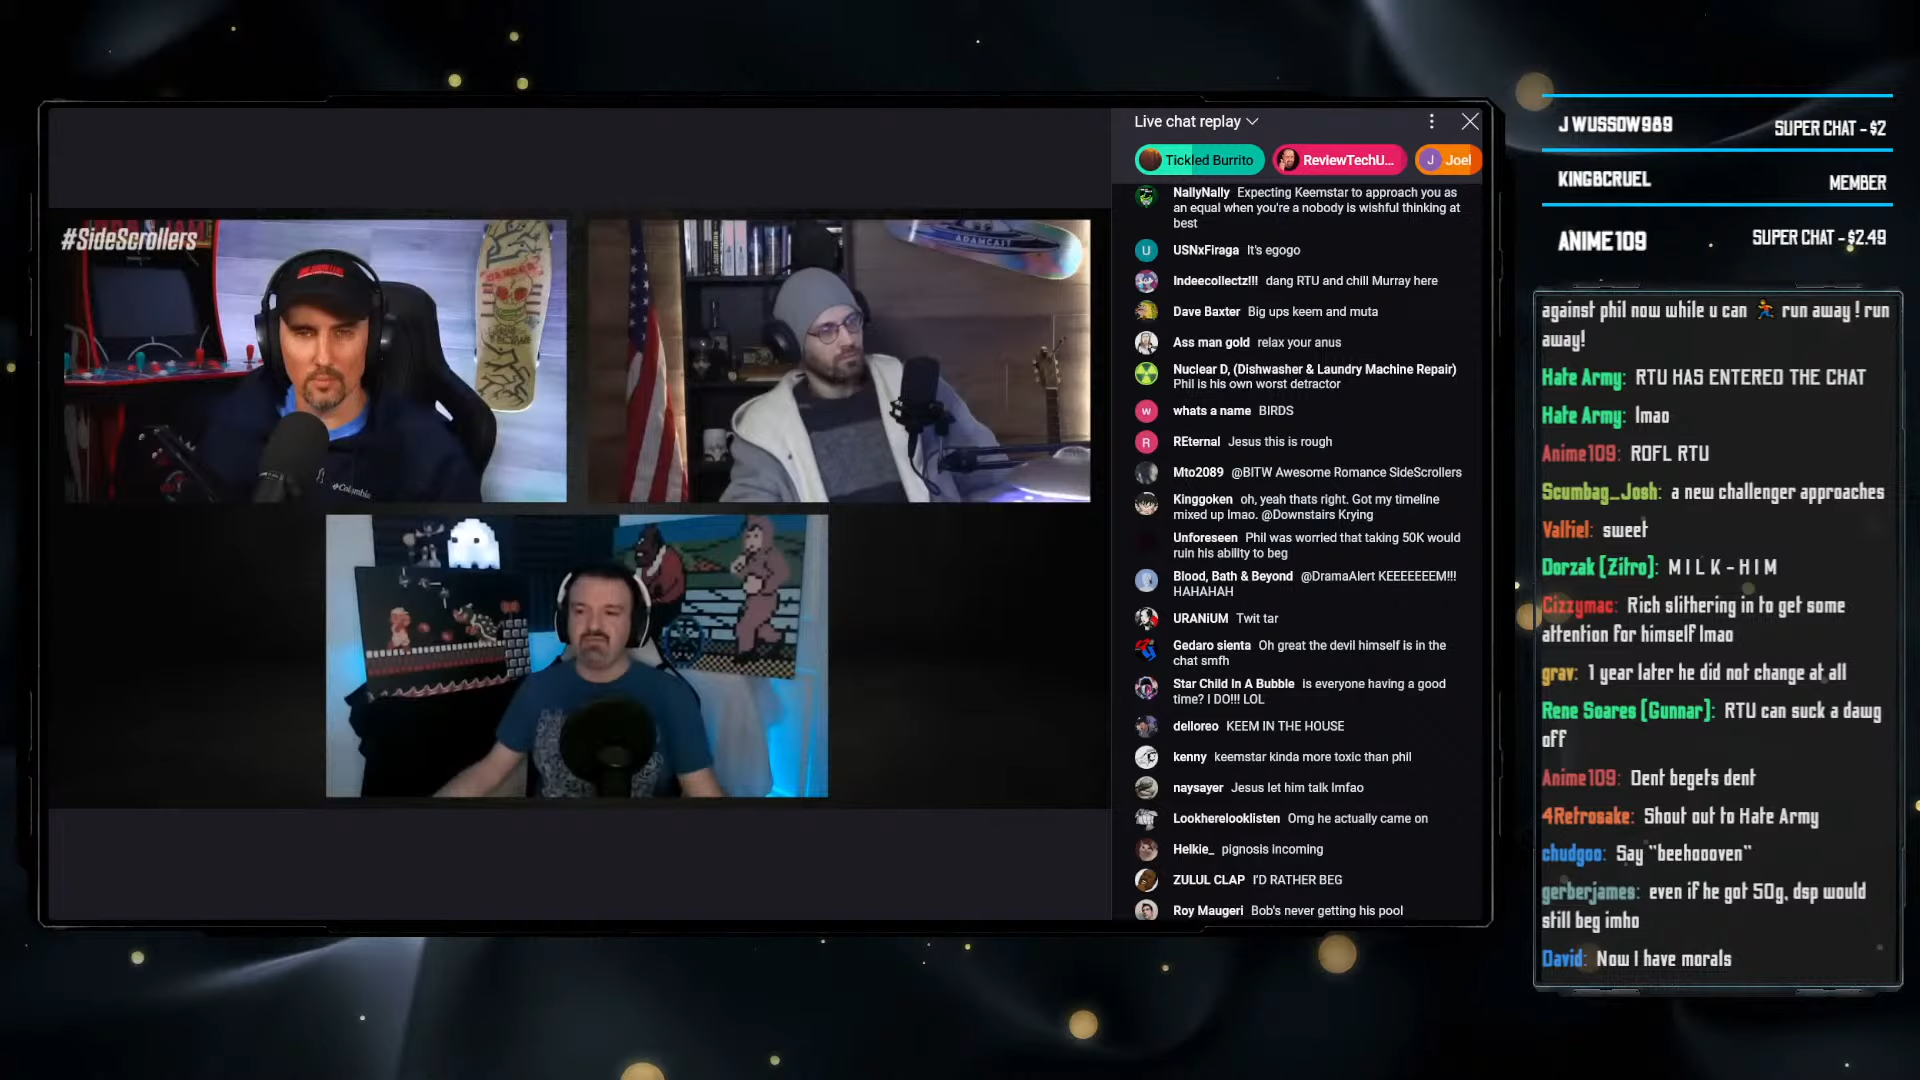 #SideScrollers
ADAMCAST
Columbia
Live chat replay
Tickled Burrito
ReviewTechU...
J Joel
NallyNally Expecting Keemstar to approach you as
an equal when you're a nobody is wishful thinking at
best
U USNxFiraga It's egogo
Indeecollectz!!! dang RTU and chill Murray here
Dave Baxter Big ups keem and muta
Ass man gold relax your anus
Nuclear D, (Dishwasher & Laundry Machine Repair)
Phil is his own worst detractor
w whats a name BIRDS
R REternal Jesus this is rough
Mto2089 @BITW Awesome Romance SideScrollers
Kinggoken oh, yeah thats right. Got my timeline
mixed up lmao. @Downstairs Krying
Unforeseen Phil was worried that taking 50K would
ruin his ability to beg
Blood, Bath & Beyond @DramaAlert KEEEEEEEM!!!
HAHAHAH
URANiUM Twit tar
Gedaro sienta Oh great the devil himself is in the
chat smfh
Star Child In A Bubble is everyone having a good
time? I DO!!! LOL
delloreo KEEM IN THE HOUSE
kenny keemstar kinda more toxic than phil
naysayer Jesus let him talk lmfao
Lookherelooklisten Omg he actually came on
Helkie_ pignosis incoming
ZULUL CLAP I'D RATHER BEG
Roy Maugeri Bob's never getting his pool
J WUSSOW989 SUPER CHAT - $2
KINGBCRUEL MEMBER
ANIME109 SUPER CHAT - $2.49
against phil now while u can 🏃 run away ! run
away!
Hate Army: RTU HAS ENTERED THE CHAT
Hate Army: lmao
Anime109: ROFL RTU
Scumbag_Josh: a new challenger approaches
Valfiel: sweet
Dorzak (Zitro): M I L K - H I M
Cizzymac: Rich slithering in to get some
attention for himself lmao
grav: 1 year later he did not change at all
Rene Soares (Gunnar): RTU can suck a dawg
off
Anime109: Dent begets dent
4Retrosake: Shout out to Hate Army
chudgoo: Say "beehoooven"
gerberjames: even if he got 50g, dsp would
still beg imho
David: Now I have morals